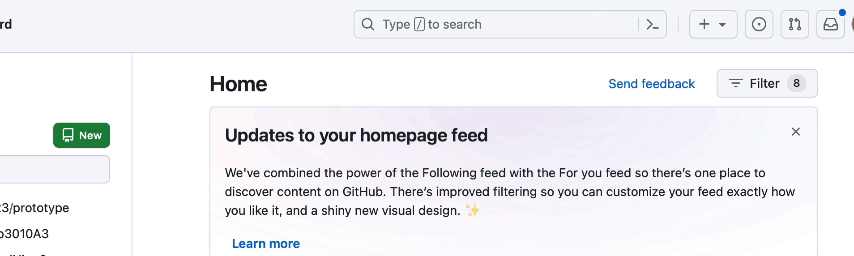 rd
Type / to search
Home
Send feedback
Filter 8
New
Updates to your homepage feed
We've combined the power of the Following feed with the For you feed so there's one place to
discover content on GitHub. There's improved filtering so you can customize your feed exactly how
you like it, and a shiny new visual design. ✨
Learn more
23/prototype
p3010A3